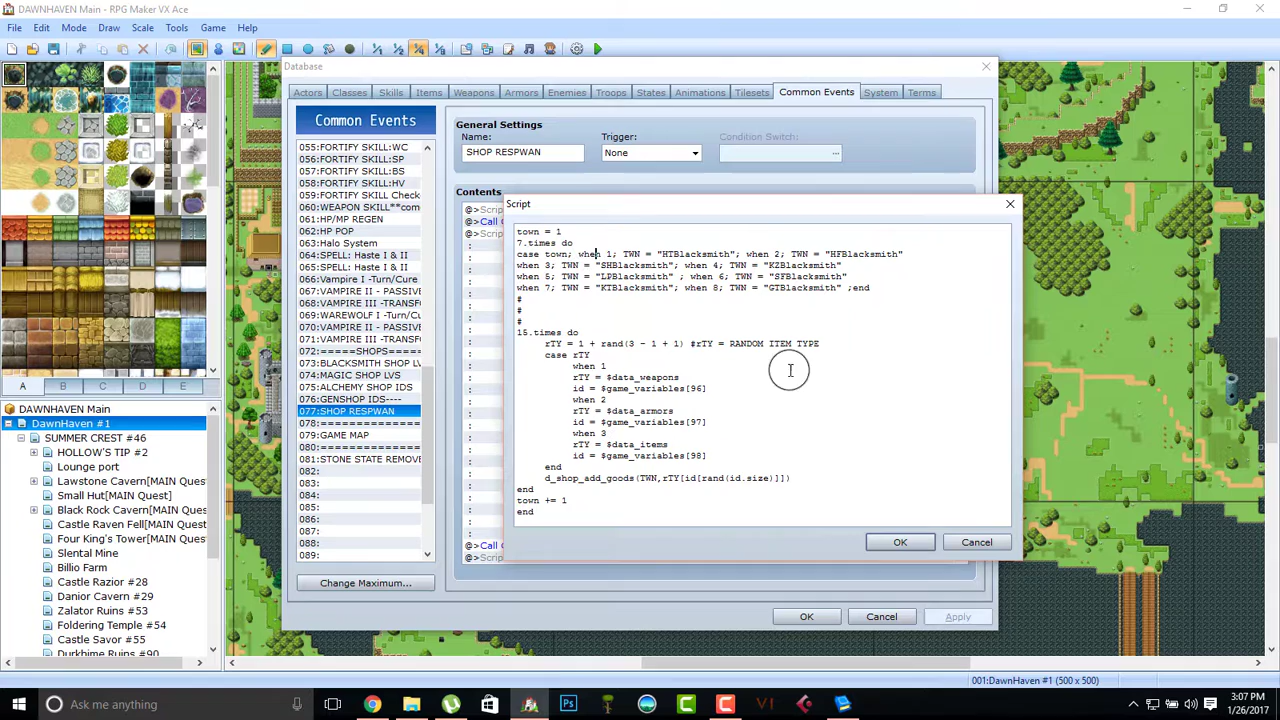 DAWNHAVEN Main - RPG Maker VX Ace
File Edit Mode Draw Scale Tools Game Help
Database
Actors Classes Skills Items Weapons Armors Enemies Troops States Animations Tilesets Common Events System Terms
Common Events
055:FORTIFY SKILL:WC
056:FORTIFY SKILL:SP
057:FORTIFY SKILL:BS
058:FORTIFY SKILL:HV
059:FORTIFY SKILL Check
060:WEAPON SKILL**com
061:HP/MP REGEN
062:HP POT
063:Halo System
064:SPELL: Haste I & II
065:SPELL: Haste I & II
066:Vampire I -Turn/Cure
067:VAMPIRE II - PASSIVE
068:VAMPIRE III -TRANSF
069:WAREWOLF I -Turn/C
070:VAMPIRE II - PASSIVE
071:VAMPIRE III -TRANSFO
072:=====SHOPS======
073:BLACKSMITH SHOP LV
074:MAGIC SHOP LVS
075:ALCHEMY SHOP IDS
076:GENSHOP IDS----
077:SHOP RESPWAN
078:===============
079:GAME MAP
080:===============
081:STONE STATE REMOVE
082:
083:
084:
085:
086:
087:
088:
089:
Change Maximum...
General Settings
Name:
SHOP RESPWAN
Trigger:
None
Condition Switch:
...
Contents
@>Script
@>Call C
@>Script
:
@>Call C
@>Script
Script
town = 1
7.times do
case town; when 1; TWN = "HTBlacksmith"; when 2; TWN = "HFBlacksmith"
when 3; TWN = "SHBlacksmith"; when 4; TWN = "KZBlacksmith"
when 5; TWN = "LPBlacksmith" ; when 6; TWN = "SFBlacksmith"
when 7; TWN = "KTBlacksmith"; when 8; TWN = "GTBlacksmith" ;end
#
#
#
15.times do
rTY = 1 + rand(3 - 1 + 1) #rTY = RANDOM ITEM TYPE
case rTY
when 1
rTY = $data_weapons
id = $game_variables[96]
when 2
rTY = $data_armors
id = $game_variables[97]
when 3
rTY = $data_items
id = $game_variables[98]
end
d_shop_add_goods(TWN,rTY[id[rand(id.size)]])
end
town += 1
end
OK Cancel
OK Cancel Apply
A B C D E
DAWNHAVEN Main
DawnHaven #1
SUMMER CREST #46
HOLLOW'S TIP #2
Lounge port
Lawstone Cavern[MAIN
Small Hut[MAIN Quest]
Black Rock Cavern[MAIN
Castle Raven Fell[MAIN Quest]
Four King's Tower[MAIN Quest]
Slental Mine
Billio Farm
Castle Razior #28
Danior Cavern #29
Zalator Ruins #53
Foldering Temple #54
Castle Savor #55
Durkhime Ruins #90
001:DawnHaven #1 (500 x 500)
Ask me anything
3:07 PM
1/26/2017